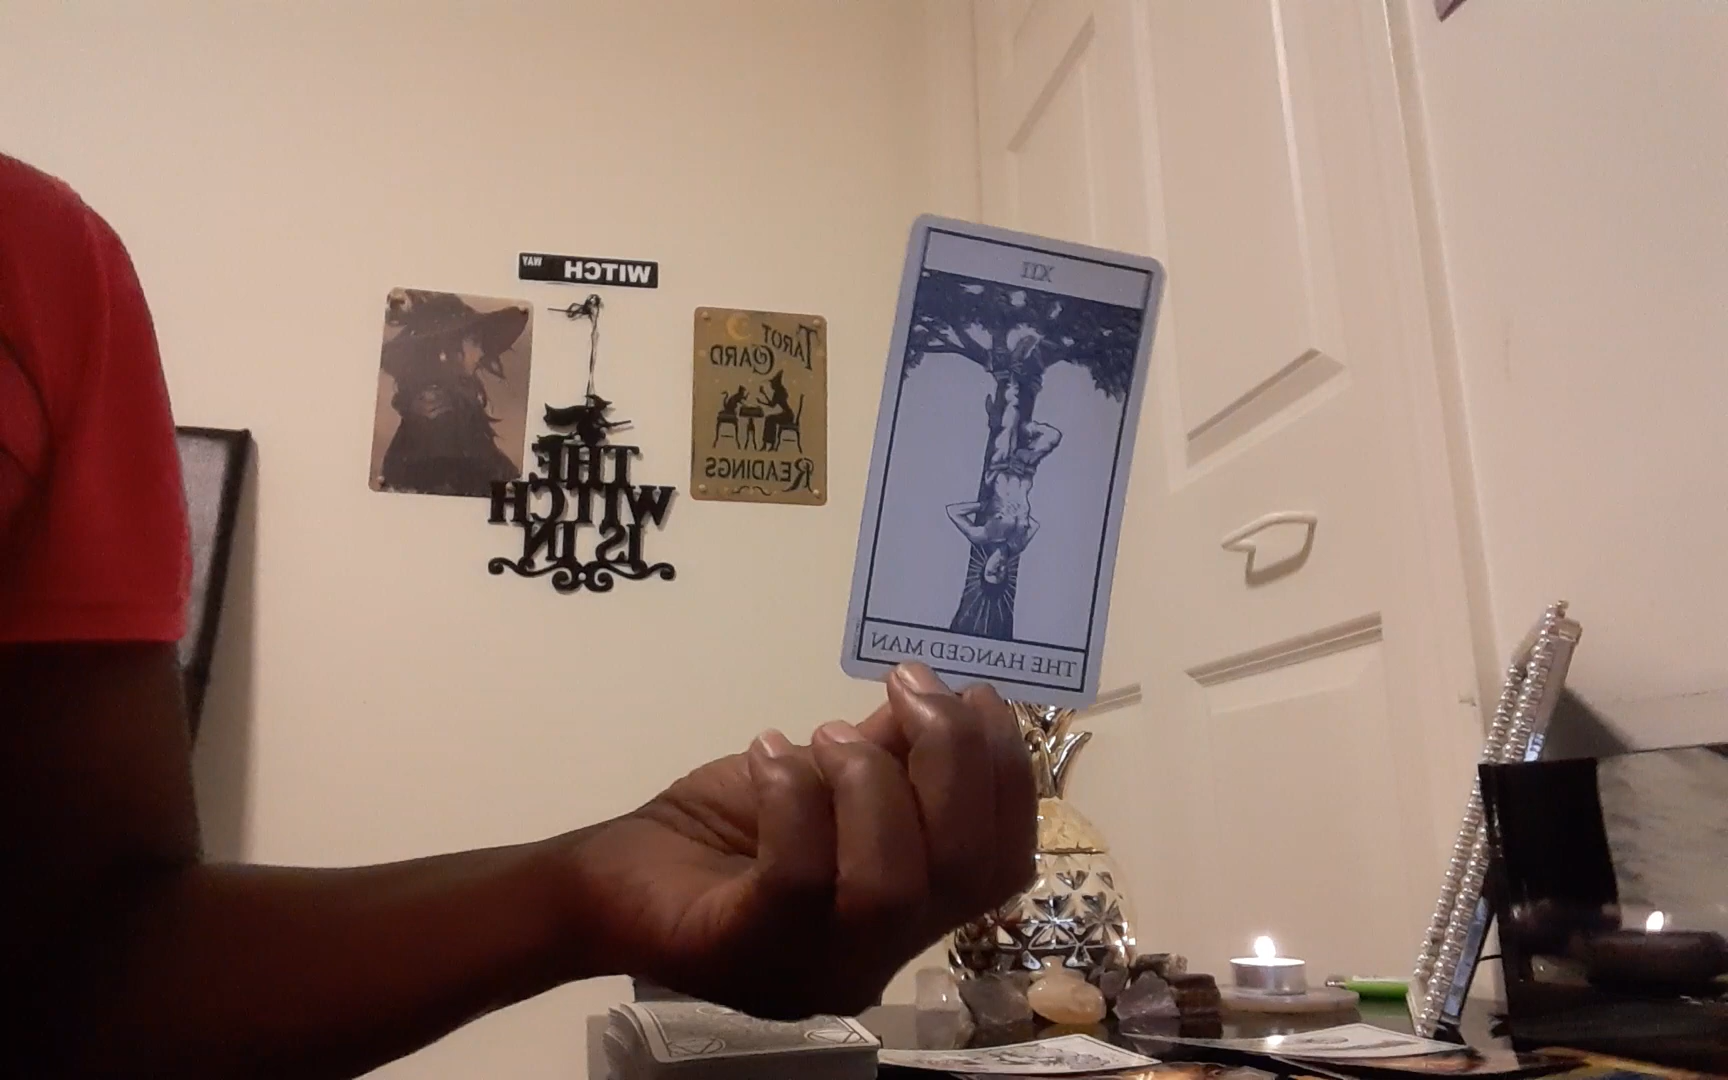 WITCH WAY
THE
WITCH
IS IN
TAROT
CARD
READINGS
XII
THE HANGED MAN